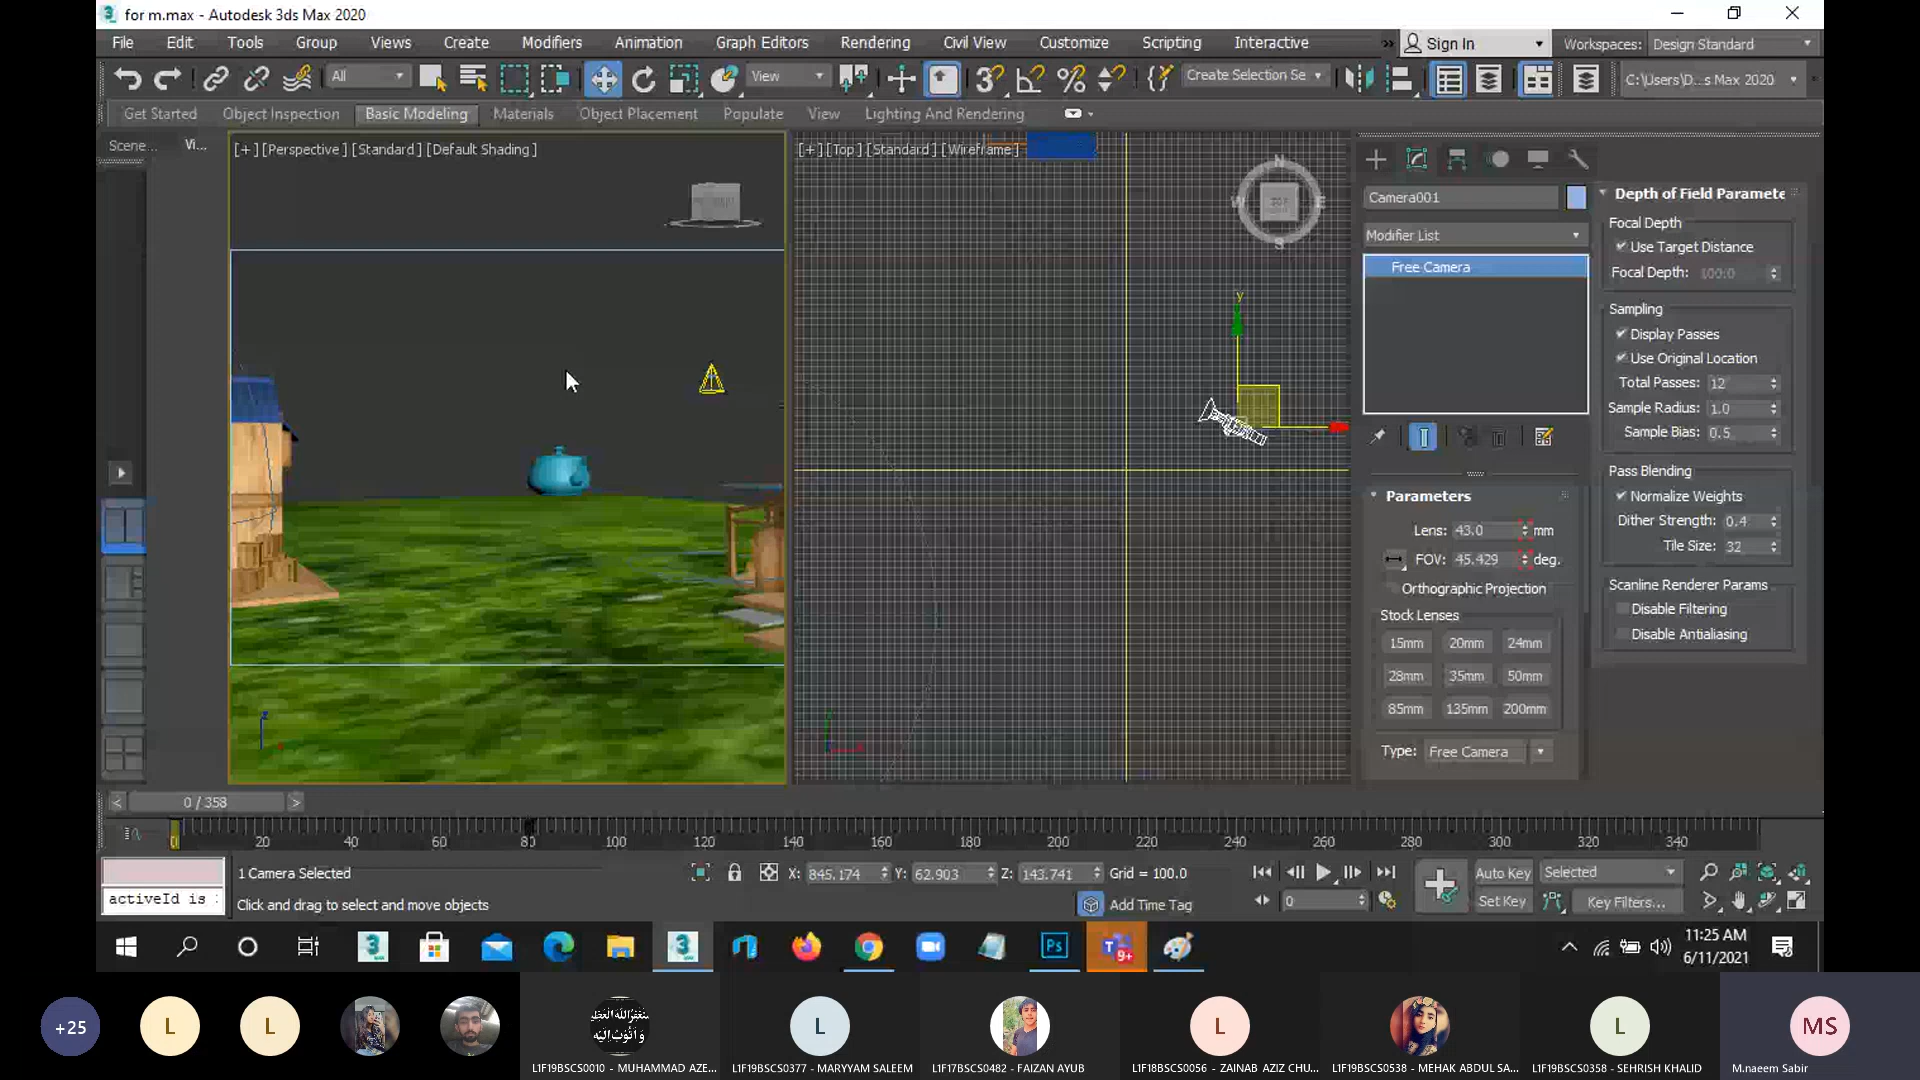 for m.max - Autodesk 3ds Max 2020
File Edit Tools Group Views Create Modifiers Animation Graph Editors Rendering Civil View Customize Scripting Interactive
Sign In
Workspaces: Design Standard
All
View
Create Selection Se
C:\Users\D...s Max 2020
Get Started Object Inspection Basic Modeling Materials Object Placement Populate View Lighting And Rendering
Scene...
Vi...
[+] [Perspective] [Standard] [Default Shading]
[+] [Top] [Standard] [Wireframe]
N
W
TOP
E
S
y
Camera001
Modifier List
Free Camera
Parameters
Lens: 43.0 mm
FOV: 45.429 deg.
Orthographic Projection
Stock Lenses
15mm 20mm 24mm
28mm 35mm 50mm
85mm 135mm 200mm
Type: Free Camera
Depth of Field Paramete
Focal Depth
Use Target Distance
Focal Depth: 100.0
Sampling
Display Passes
Use Original Location
Total Passes: 12
Sample Radius: 1.0
Sample Bias: 0.5
Pass Blending
Normalize Weights
Dither Strength: 0.4
Tile Size: 32
Scanline Renderer Params
Disable Filtering
Disable Antialiasing
< 0 / 358 >
0 20 40 60 80 100 120 140 160 180 200 220 240 260 280 300 320 340
1 Camera Selected
X: 845.174 Y: 62.903 Z: 143.741 Grid = 100.0
Auto Key Selected
activeId is :
Click and drag to select and move objects
Add Time Tag
0
Set Key Key Filters...
11:25 AM
6/11/2021
9+
+25
L
L
L
L
L
MS
L1F19BSCS0010 - MUHAMMAD AZE...
L1F19BSCS0377 - MARYYAM SALEEM
L1F17BSCS0482 - FAIZAN AYUB
L1F18BSCS0056 - ZAINAB AZIZ CHU...
L1F19BSCS0538 - MEHAK ABDUL SA...
L1F19BSCS0358 - SEHRISH KHALID
M.naeem Sabir